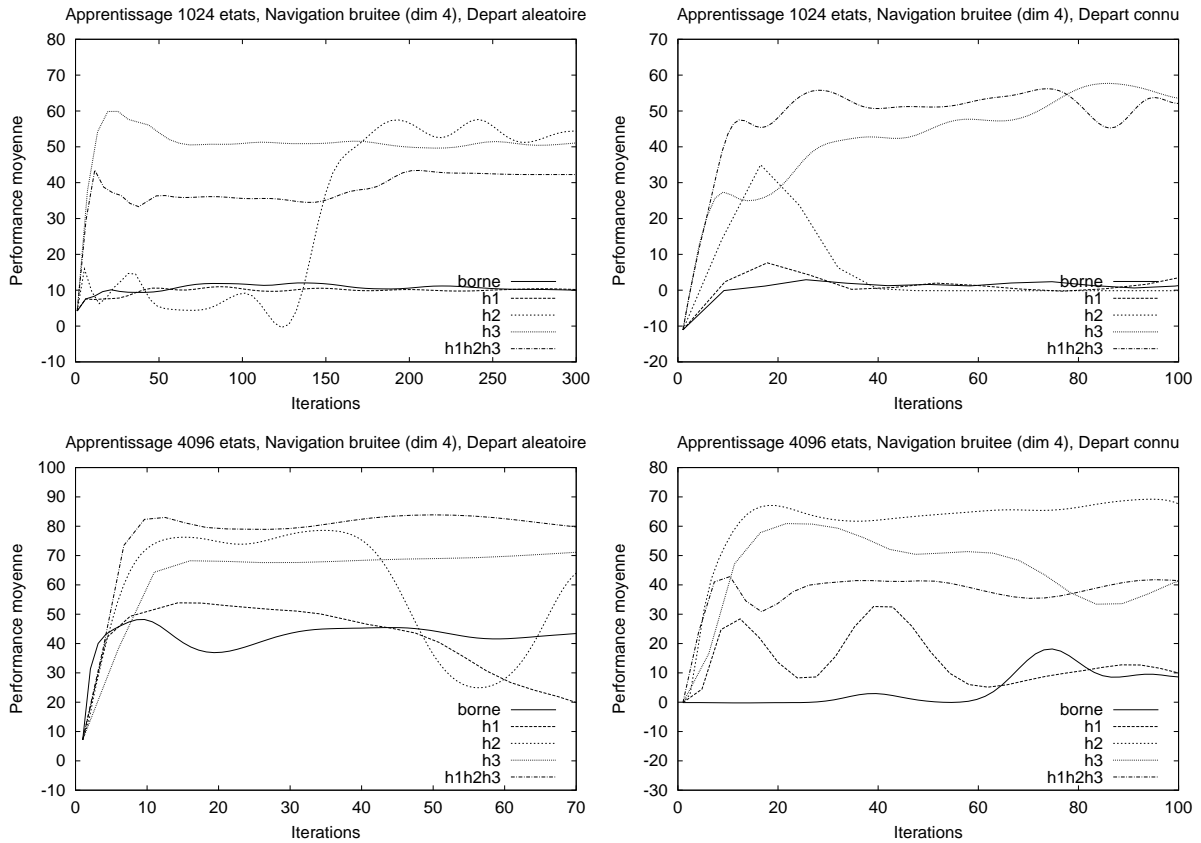 Apprentissage 1024 etats, Navigation bruitee (dim 4), Depart aleatoire
80
70
60
50
40
30
20
10
0
-10
0 50 100 150 200 250 300
Performance moyenne
Iterations
borne
h1
h2
h3
h1h2h3
Apprentissage 1024 etats, Navigation bruitee (dim 4), Depart connu
70
60
50
40
30
20
10
0
-10
-20
0 20 40 60 80 100
Performance moyenne
Iterations
borne
h1
h2
h3
h1h2h3
Apprentissage 4096 etats, Navigation bruitee (dim 4), Depart aleatoire
100
90
80
70
60
50
40
30
20
10
0
-10
0 10 20 30 40 50 60 70
Performance moyenne
Iterations
borne
h1
h2
h3
h1h2h3
Apprentissage 4096 etats, Navigation bruitee (dim 4), Depart connu
80
70
60
50
40
30
20
10
0
-10
-20
-30
0 20 40 60 80 100
Performance moyenne
Iterations
borne
h1
h2
h3
h1h2h3